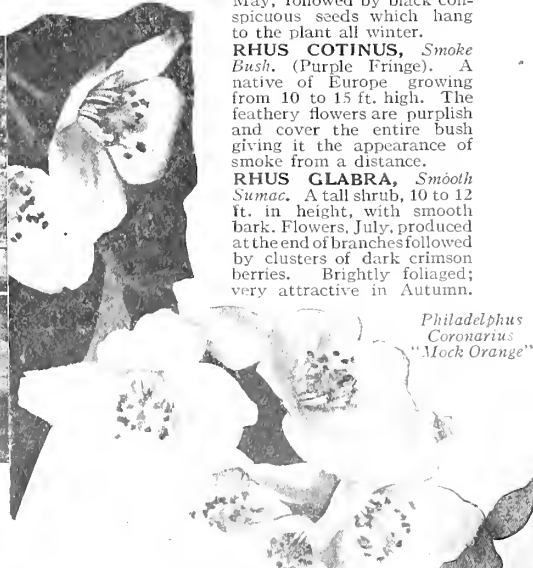 May, followed by black con-
spicuous seeds which hang
to the plant all winter.
RHUS COTINUS, Smoke
Bush. (Purple Fringe). A
native of Europe growing
from 10 to 15 ft. high. The
feathery flowers are purplish
and cover the entire bush
giving it the appearance of
smoke from a distance.
RHUS GLABRA, Smooth
Sumac. A tall shrub, 10 to 12
ft. in height, with smooth
bark. Flowers, July, produced
at the end of branches followed
by clusters of dark crimson
berries. Brightly foliaged;
very attractive in Autumn.
Philadelphus
Coronarius
"Mock Orange"